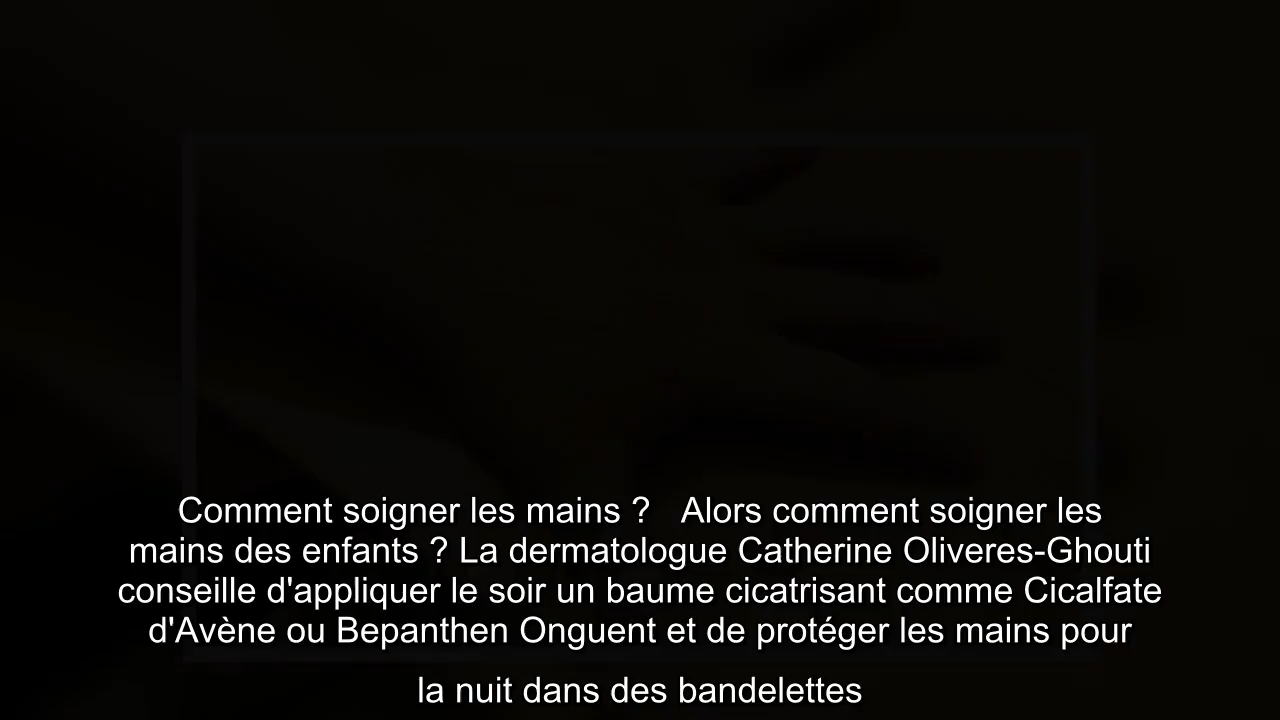 Comment soigner les mains ? Alors comment soigner les
mains des enfants ? La dermatologue Catherine Oliveres-Ghouti
conseille d'appliquer le soir un baume cicatrisant comme Cicalfate
d'Avène ou Bepanthen Onguent et de protéger les mains pour
la nuit dans des bandelettes